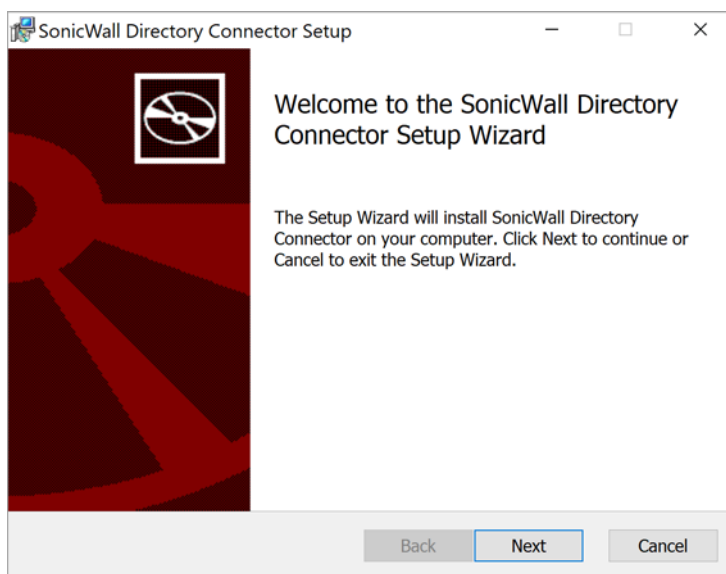 SonicWall Directory Connector Setup
Welcome to the SonicWall Directory
Connector Setup Wizard
The Setup Wizard will install SonicWall Directory
Connector on your computer. Click Next to continue or
Cancel to exit the Setup Wizard.
Back Next Cancel